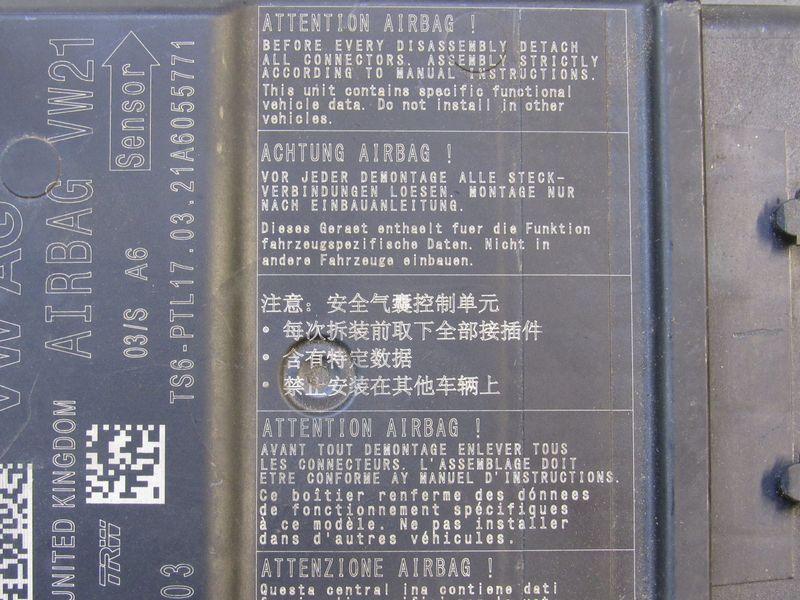 VW AG
AIRBAG VW21
Sensor
03/S A6
TS6-PTL17.03.21A6055771
UNITED KINGDOM
TRW
03
ATTENTION AIRBAG !
BEFORE EVERY DISASSEMBLY DETACH
ALL CONNECTORS. ASSEMBLY STRICTLY
ACCORDING TO MANUAL INSTRUCTIONS.
This unit contains specific functional
vehicle data. Do not install in other
vehicles.
ACHTUNG AIRBAG !
VOR JEDER DEMONTAGE ALLE STECK-
VERBINDUNGEN LOESEN. MONTAGE NUR
NACH EINBAUANLEITUNG.
Dieses Geraet enthaelt fuer die Funktion
fahrzeugspezifische Daten. Nicht in
andere Fahrzeuge einbauen.
注意: 安全气囊控制单元
• 每次拆装前取下全部接插件
• 含有特定数据
• 禁止安装在其他车辆上
ATTENTION AIRBAG !
AVANT TOUT DEMONTAGE ENLEVER TOUS
LES CONNECTEURS. L'ASSEMBLAGE DOIT
ETRE CONFORME AY MANUEL D'INSTRUCTIONS.
Ce boîtier renferme des données
de fonctionnement spécifiques
à ce modèle. Ne pas installer
dans d'autres véhicules.
ATTENZIONE AIRBAG !
Questa central ina contiene dati